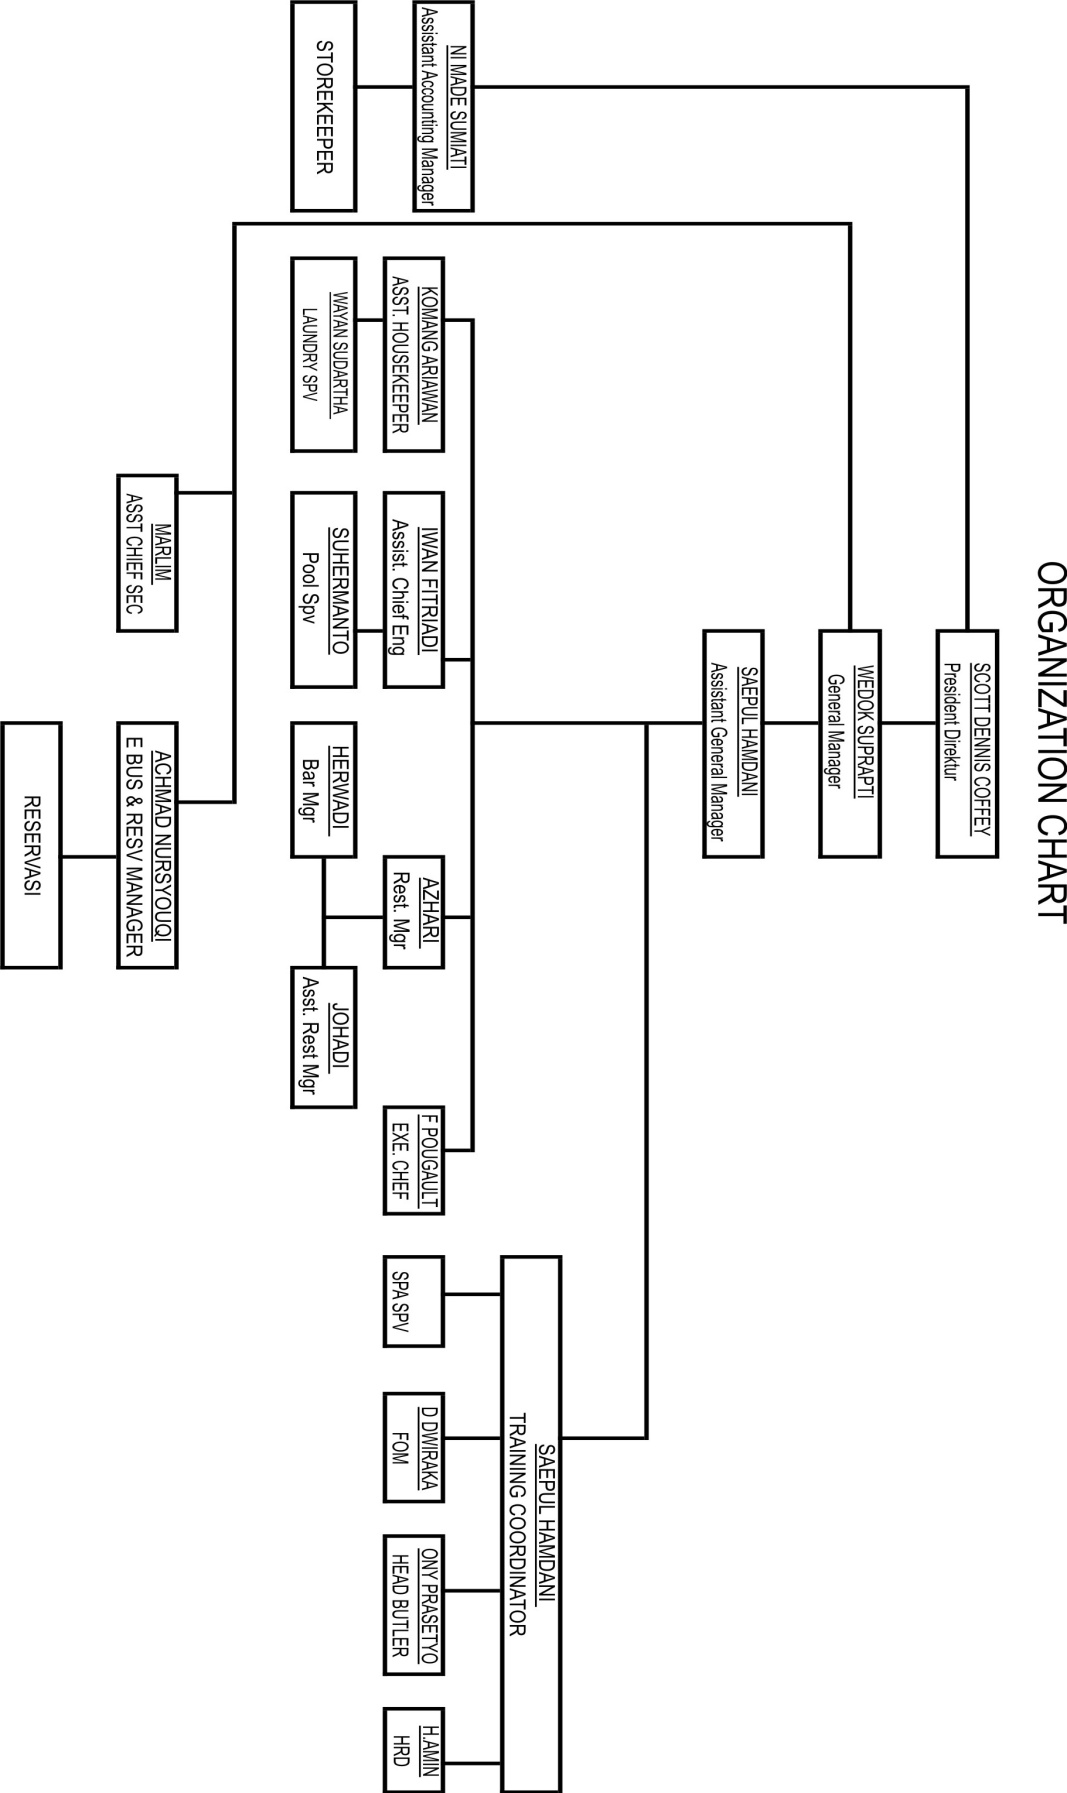 ORGANIZATION CHART
SCOTT DENNIS COFFEY
President Direktur
WEDOK SUPRAPTI
General Manager
SAEPUL HAMDANI
Assistant General Manager
SAEPUL HAMDANI
TRAINING COORDINATOR
NI MADE SUMIATI
Assistant Accounting Manager
KOMANG ARIAWAN
ASST. HOUSEKEEPER
IWAN FITRIADI
Assist. Chief Eng
AZHARI
Rest. Mgr
F POUGAULT
EXE. CHEF
SPA SPV
D DWIRAKA
FOM
ONY PRASETYO
HEAD BUTLER
H.AMIN
HRD
STOREKEEPER
WAYAN SUDARTHA
LAUNDRY SPV
SUHERMANTO
Pool Spv
HERWADI
Bar Mgr
JOHADI
Asst. Rest Mgr
MARLIM
ASST CHIEF SEC
ACHMAD NURSYOUQI
E BUS & RESV MANAGER
RESERVASI